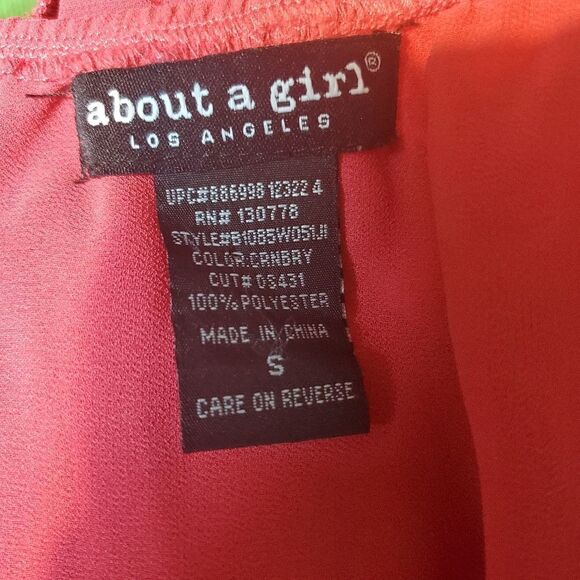 about a girl®
LOS ANGELES
UPC#886998 12322 4
RN# 130778
STYLE#B1085W051JI
COLOR:CRNBRY
CUT# 03431
100% POLYESTER
MADE IN CHINA
S
CARE ON REVERSE